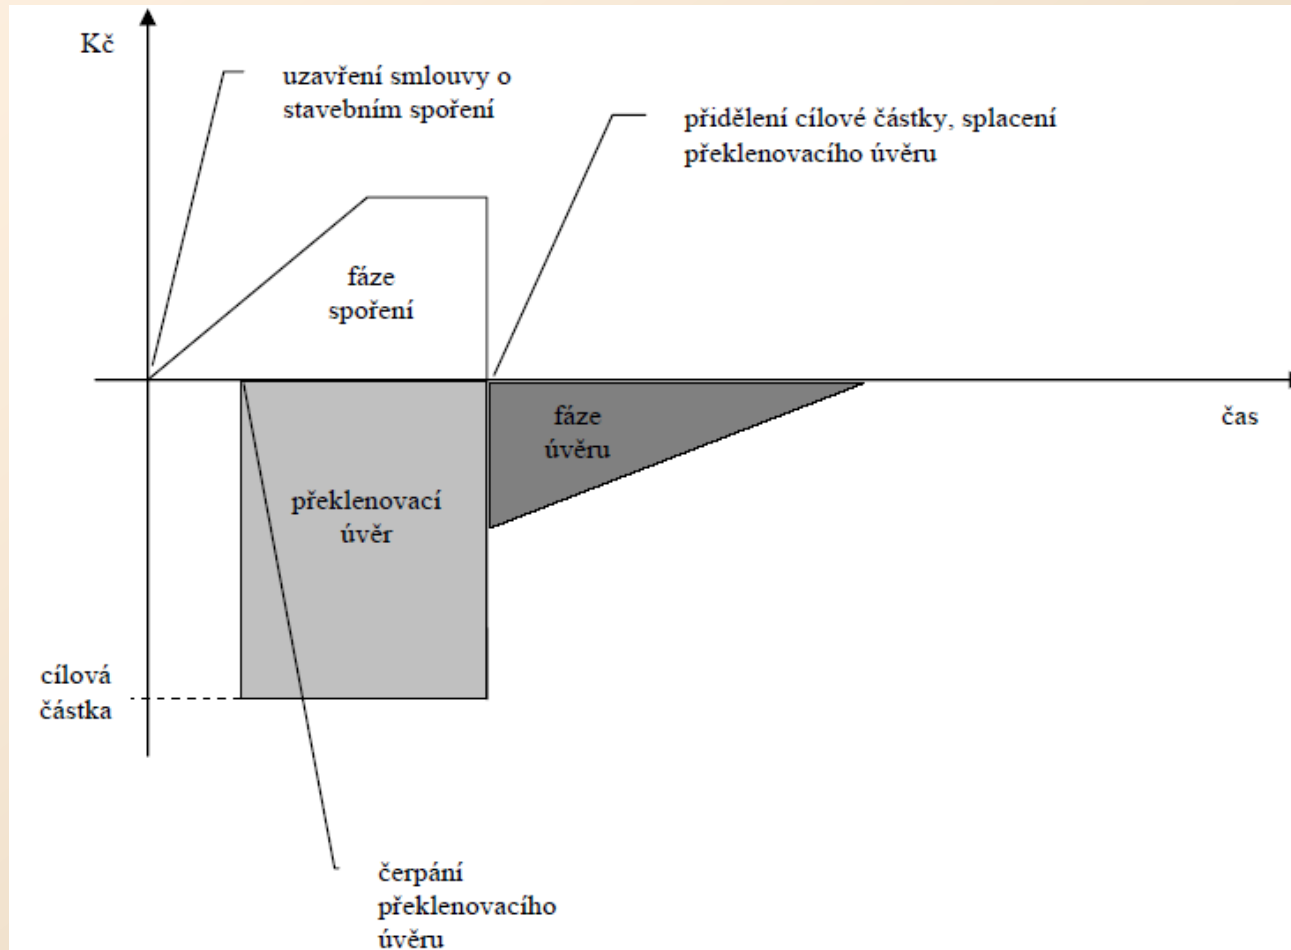 Kč
uzavření smlouvy o
stavebním spoření
přidělení cílové částky, splacení
překlenovacího úvěru
fáze
spoření
čas
fáze
úvěru
překlenovací
úvěr
cílová
částka
čerpání
překlenovacího
úvěru